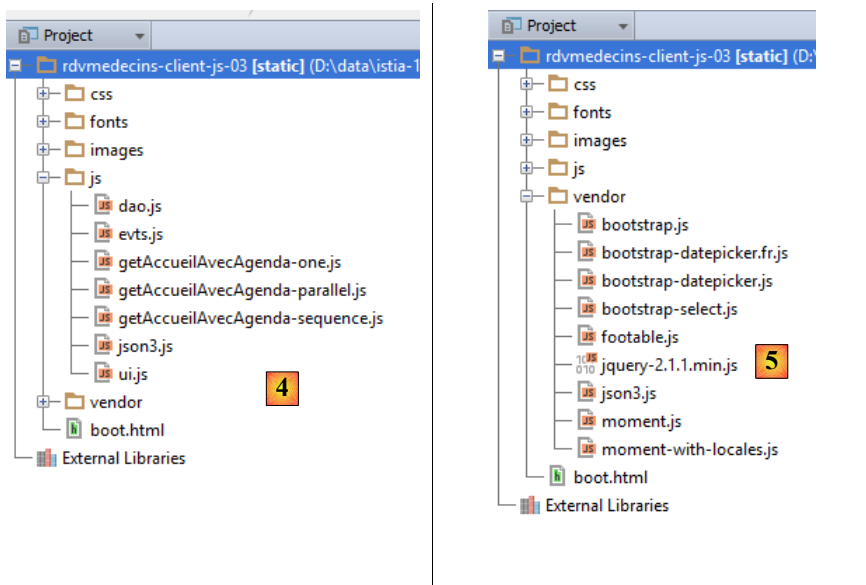 Project
rdvmedecins-client-js-03 [static] (D:\data\istia-1
css
fonts
images
js
dao.js
evts.js
getAccueilAvecAgenda-one.js
getAccueilAvecAgenda-parallel.js
getAccueilAvecAgenda-sequence.js
json3.js
ui.js
4
vendor
boot.html
External Libraries
Project
rdvmedecins-client-js-03 [static] (D:
css
fonts
images
js
vendor
bootstrap.js
bootstrap-datepicker.fr.js
bootstrap-datepicker.js
bootstrap-select.js
footable.js
jquery-2.1.1.min.js
5
json3.js
moment.js
moment-with-locales.js
boot.html
External Libraries